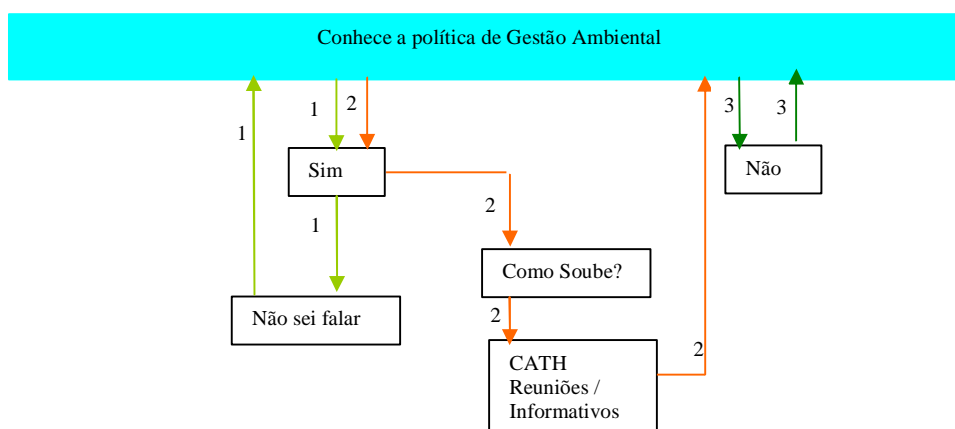 Conhece a política de Gestão Ambiental
1
1
2
3
3
Sim
Não
1
2
Como Soube?
Não sei falar
2
2
CATH
Reuniões /
Informativos